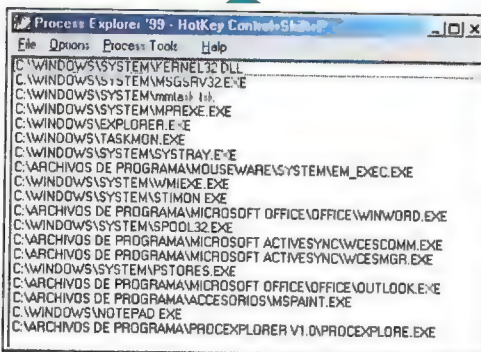 Process Explorer '99 - HotKey Control+Shift+P
File Options Process Tools Help
C:\WINDOWS\SYSTEM\KERNEL32.DLL
C:\WINDOWS\SYSTEM\MSGSRV32.EXE
C:\WINDOWS\SYSTEM\mmtask.tsk
C:\WINDOWS\SYSTEM\MPREXE.EXE
C:\WINDOWS\EXPLORER.EXE
C:\WINDOWS\TASKMON.EXE
C:\WINDOWS\SYSTEM\SYSTRAY.EXE
C:\ARCHIVOS DE PROGRAMA\MOUSEWARE\SYSTEM\EM_EXEC.EXE
C:\WINDOWS\SYSTEM\WMIEXE.EXE
C:\WINDOWS\SYSTEM\STIMON.EXE
C:\ARCHIVOS DE PROGRAMA\MICROSOFT OFFICE\OFFICE\WINWORD.EXE
C:\WINDOWS\SYSTEM\SPOOL32.EXE
C:\ARCHIVOS DE PROGRAMA\MICROSOFT ACTIVESYNC\WCESCOMM.EXE
C:\ARCHIVOS DE PROGRAMA\MICROSOFT ACTIVESYNC\WCESMGR.EXE
C:\WINDOWS\SYSTEM\PSTORES.EXE
C:\ARCHIVOS DE PROGRAMA\MICROSOFT OFFICE\OFFICE\OUTLOOK.EXE
C:\ARCHIVOS DE PROGRAMA\ACCESORIOS\MSPAINT.EXE
C:\WINDOWS\NOTEPAD.EXE
C:\ARCHIVOS DE PROGRAMA\PROCEXPLORER V1.0\PROCEXPLORE.EXE